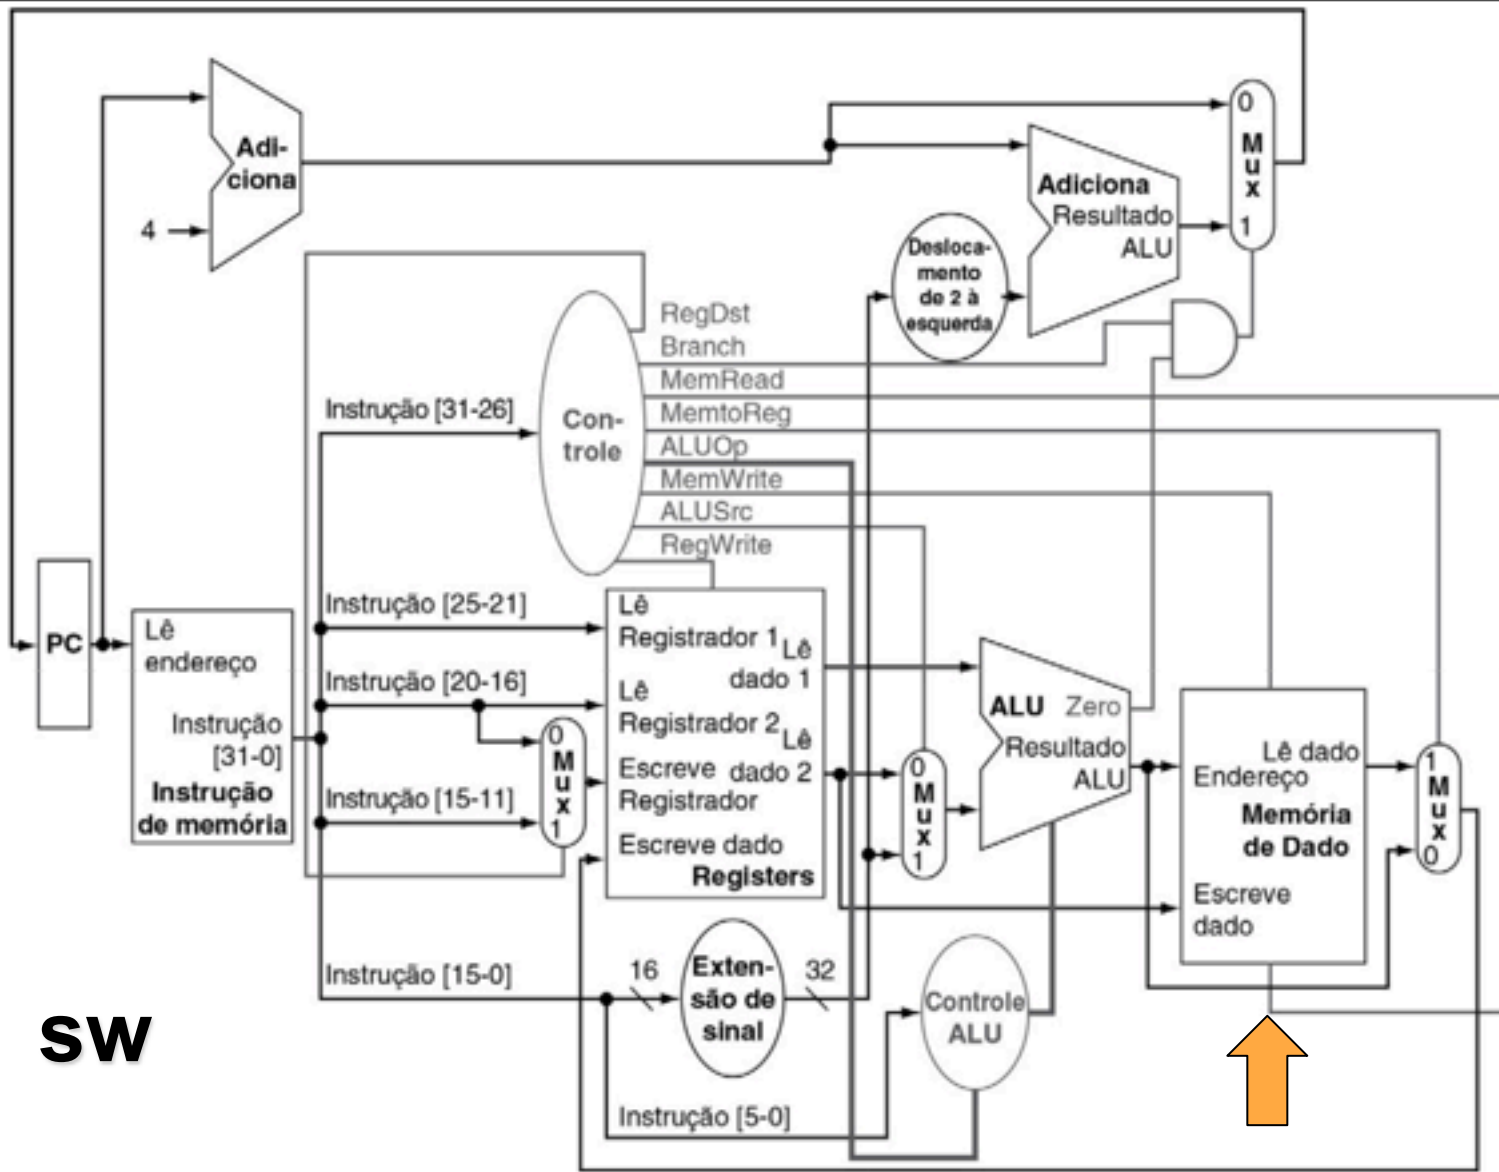 Adi-
ciona
4
0
Mux
1
Adiciona
Resultado
ALU
Desloca-
mento
de 2 à
esquerda
RegDst
Branch
MemRead
MemtoReg
ALUOp
MemWrite
ALUSrc
RegWrite
Con-
trole
Instrução [31-26]
Instrução [25-21]
Instrução [20-16]
Instrução [15-11]
PC
Lê
endereço
Instrução
[31-0]
Instrução
de memória
0
Mux
1
Lê
Registrador 1
Lê
dado 1
Lê
Registrador 2
Lê
dado 2
Escreve
Registrador
Escreve dado
Registers
0
Mux
1
ALU
Zero
Resultado
ALU
Lê dado
Endereço
Memória
de Dado
Escreve
dado
1
Mux
0
Instrução [15-0]
16
Exten-
são de
sinal
32
Controle
ALU
Instrução [5-0]
sw